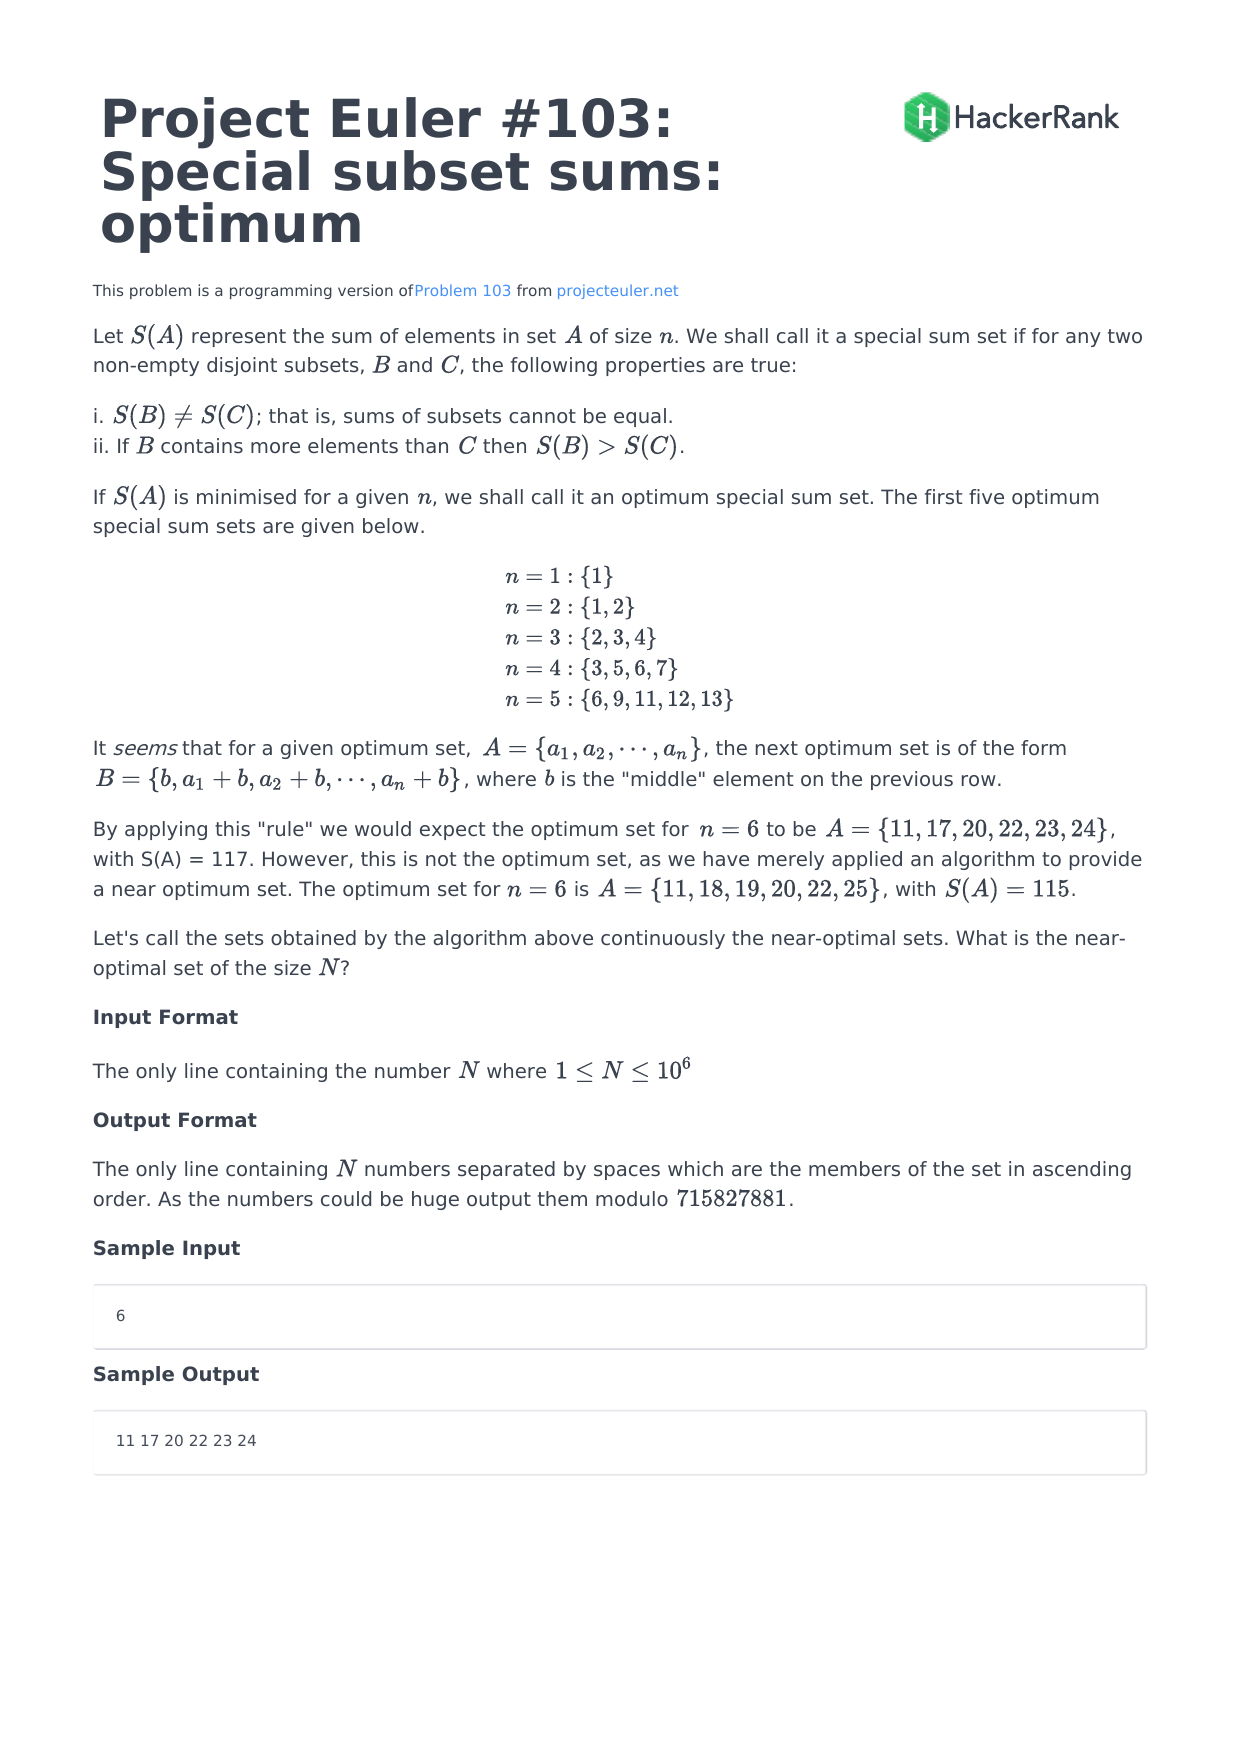 Project Euler #103:
Special subset sums:
optimum
HackerRank
This problem is a programming version ofProblem 103 from projecteuler.net
Let S(A) represent the sum of elements in set A of size n. We shall call it a special sum set if for any two
non-empty disjoint subsets, B and C, the following properties are true:
i. S(B) ≠ S(C); that is, sums of subsets cannot be equal.
ii. If B contains more elements than C then S(B) > S(C).
If S(A) is minimised for a given n, we shall call it an optimum special sum set. The first five optimum
special sum sets are given below.
n = 1 : {1}
n = 2 : {1, 2}
n = 3 : {2, 3, 4}
n = 4 : {3, 5, 6, 7}
n = 5 : {6, 9, 11, 12, 13}
It seems that for a given optimum set, A = {a₁, a₂, ⋯ , aₙ}, the next optimum set is of the form
B = {b, a₁ + b, a₂ + b, ⋯ , aₙ + b}, where b is the "middle" element on the previous row.
By applying this "rule" we would expect the optimum set for n = 6 to be A = {11, 17, 20, 22, 23, 24},
with S(A) = 117. However, this is not the optimum set, as we have merely applied an algorithm to provide
a near optimum set. The optimum set for n = 6 is A = {11, 18, 19, 20, 22, 25}, with S(A) = 115.
Let's call the sets obtained by the algorithm above continuously the near-optimal sets. What is the near-
optimal set of the size N?
Input Format
The only line containing the number N where 1 ≤ N ≤ 10⁶
Output Format
The only line containing N numbers separated by spaces which are the members of the set in ascending
order. As the numbers could be huge output them modulo 715827881.
Sample Input
6
Sample Output
11 17 20 22 23 24